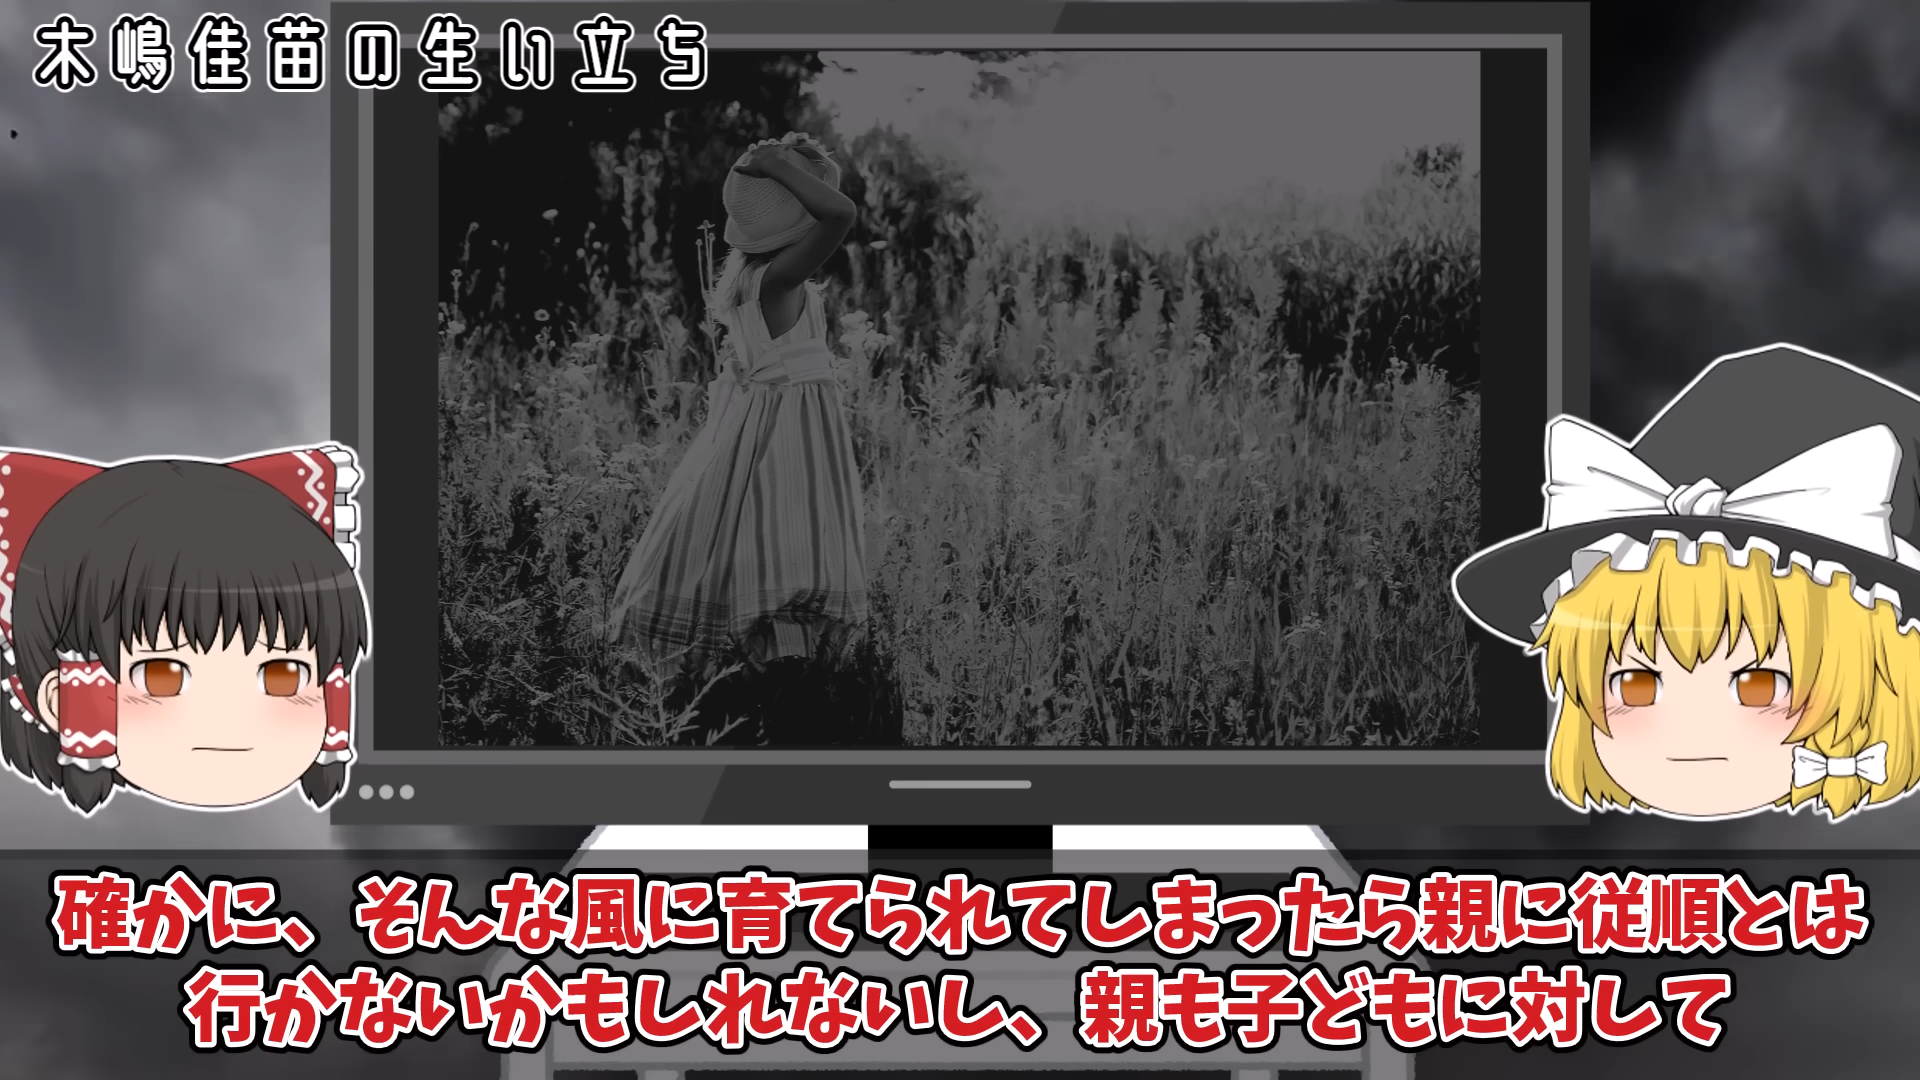 木嶋佳苗の生い立ち
確かに、そんな風に育てられてしまったら親に従順とは
行かないかもしれないし、親も子どもに対して